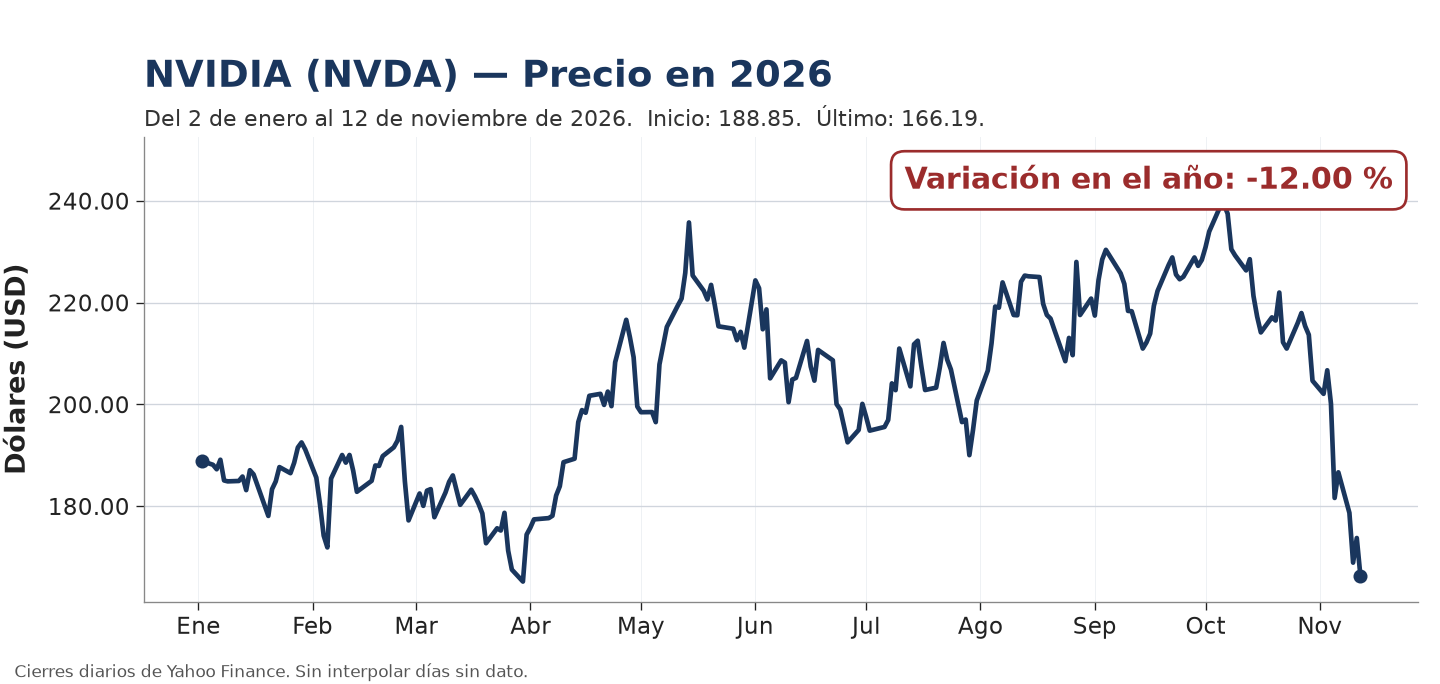 NVIDIA (NVDA) — Precio en 2026
Del 2 de enero al 12 de noviembre de 2026.  Inicio: 188.85.  Último: 166.19.
Variación en el año: -12.00 %
Dólares (USD)
240.00
220.00
200.00
180.00
Ene Feb Mar Abr May Jun Jul Ago Sep Oct Nov
Cierres diarios de Yahoo Finance. Sin interpolar días sin dato.